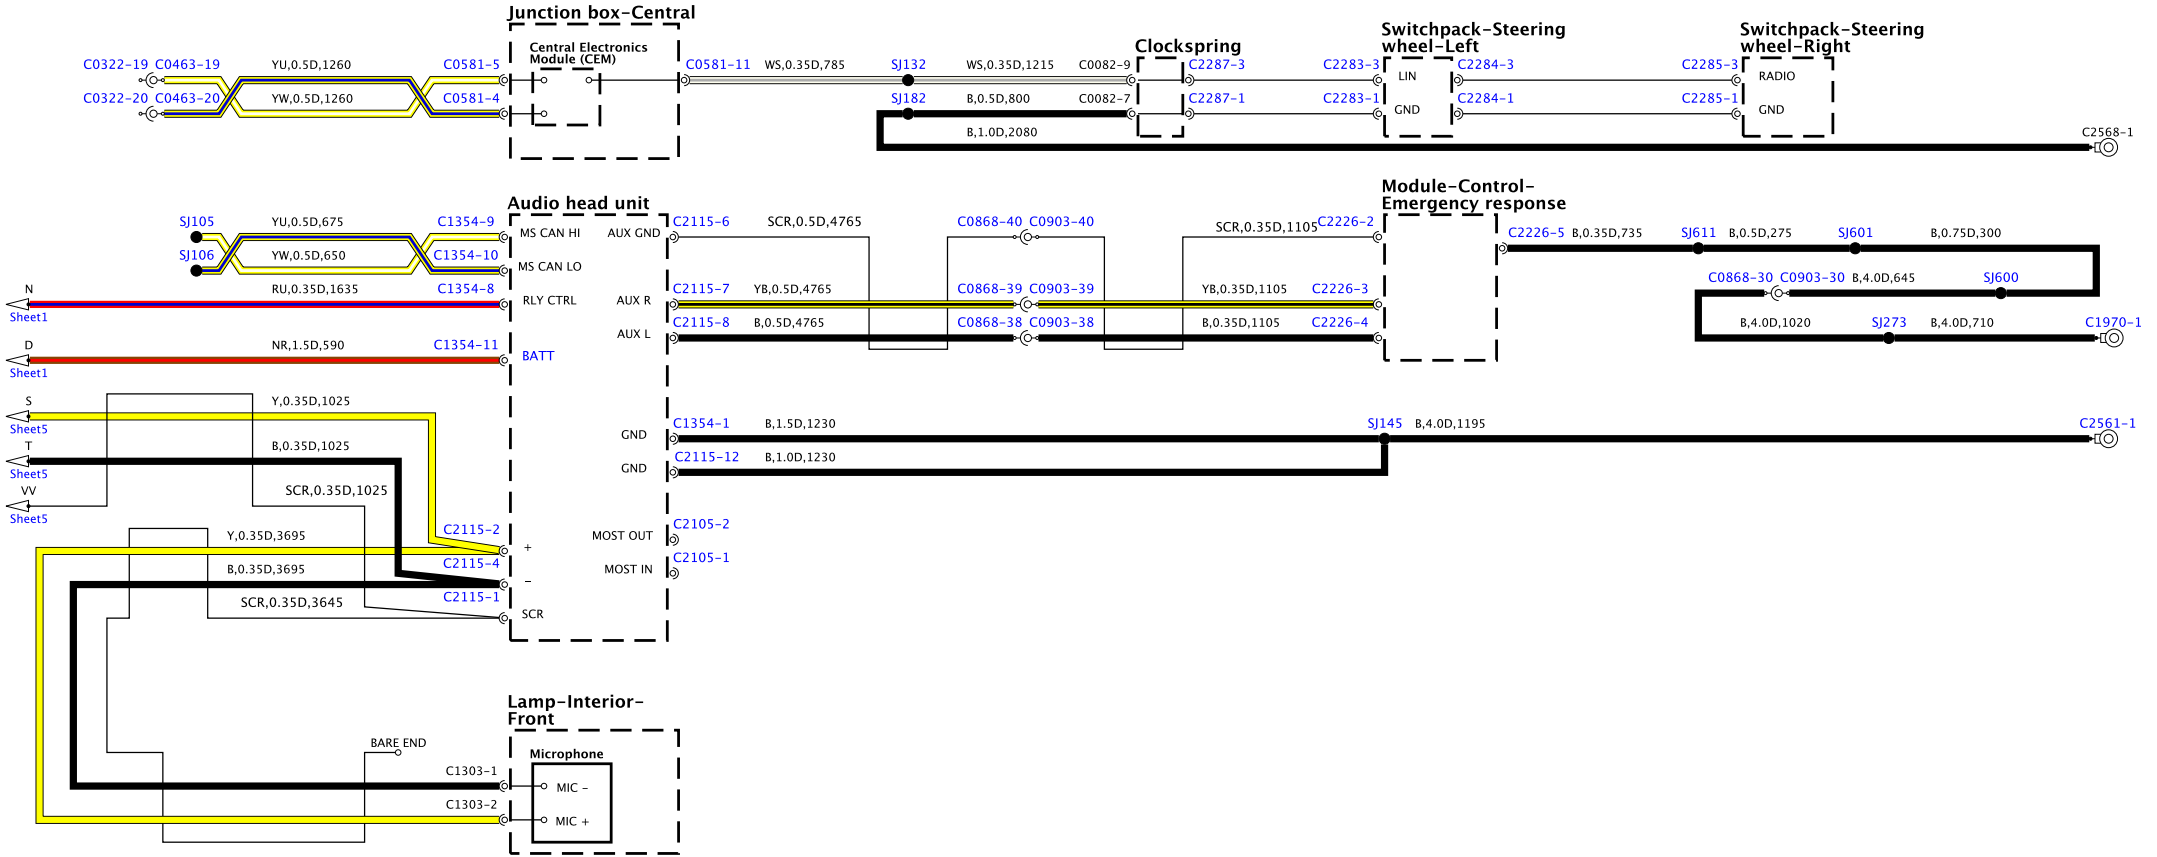 Junction box-Central
Central Electronics
Module (CEM)
C0322-19 C0463-19
YU,0.5D,1260
C0581-5
C0322-20 C0463-20
YW,0.5D,1260
C0581-4
C0581-11
WS,0.35D,785
SJ132
WS,0.35D,1215
C0082-9
SJ182
B,0.5D,800
C0082-7
B,1.0D,2080
Clockspring
C2287-3
C2287-1
C2283-3
C2283-1
Switchpack-Steering
wheel-Left
LIN
GND
C2284-3
C2284-1
C2285-3
C2285-1
Switchpack-Steering
wheel-Right
RADIO
GND
C2568-1
Audio head unit
SJ105
YU,0.5D,675
C1354-9
MS CAN HI
SJ106
YW,0.5D,650
C1354-10
MS CAN LO
N
Sheet1
RU,0.35D,1635
C1354-8
RLY CTRL
D
Sheet1
NR,1.5D,590
C1354-11
BATT
S
Sheet5
Y,0.35D,1025
T
Sheet5
B,0.35D,1025
VV
Sheet5
SCR,0.35D,1025
Y,0.35D,3695
C2115-2
+
B,0.35D,3695
C2115-4
-
SCR,0.35D,3645
C2115-1
SCR
AUX GND
C2115-6
SCR,0.5D,4765
C0868-40 C0903-40
SCR,0.35D,1105
C2226-2
AUX R
C2115-7
YB,0.5D,4765
C0868-39 C0903-39
YB,0.35D,1105
C2226-3
AUX L
C2115-8
B,0.5D,4765
C0868-38 C0903-38
B,0.35D,1105
C2226-4
Module-Control-
Emergency response
C2226-5
B,0.35D,735
SJ611
B,0.5D,275
SJ601
B,0.75D,300
C0868-30 C0903-30
B,4.0D,645
SJ600
B,4.0D,1020
SJ273
B,4.0D,710
C1970-1
GND
C1354-1
B,1.5D,1230
SJ145
B,4.0D,1195
C2561-1
GND
C2115-12
B,1.0D,1230
MOST OUT
C2105-2
MOST IN
C2105-1
Lamp-Interior-
Front
BARE END
Microphone
C1303-1
MIC -
C1303-2
MIC +